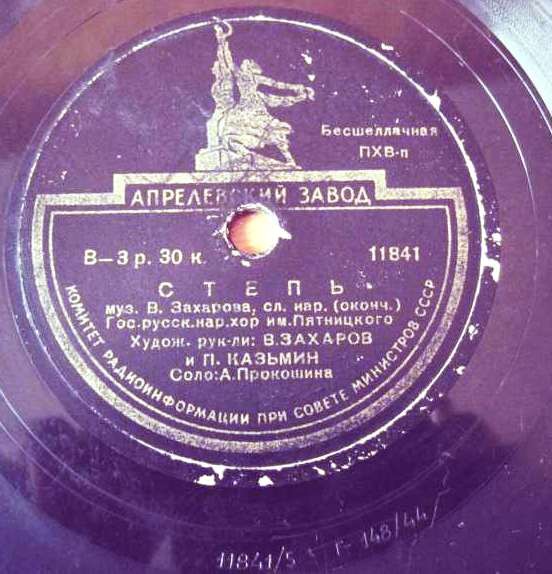 Бесшеллачная
ПХВ-п
АПРЕЛЕВСКИЙ ЗАВОД
В—3 р. 30 к.
11841
СТЕПЬ
муз. В. Захарова, сл. нар. (оконч.)
Гос.русск.нар.хор им.Пятницкого
Худож. рук-ли: В.ЗАХАРОВ
и П. КАЗЬМИН
Соло:А.Прокошина
КОМИТЕТ РАДИОИНФОРМАЦИИ ПРИ СОВЕТЕ МИНИСТРОВ СССР
11841/5 Г-148/44